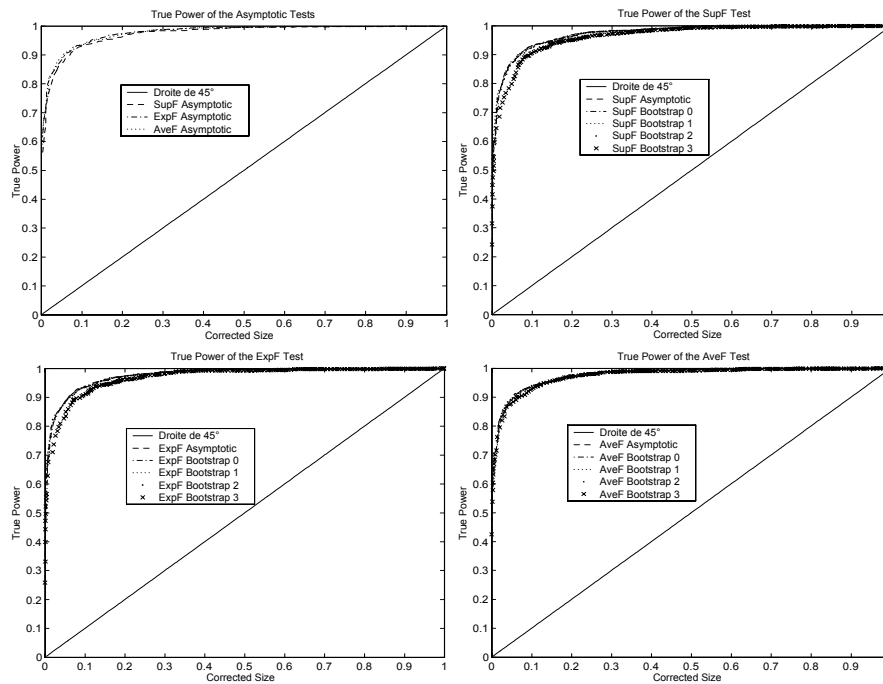 True Power of the Asymptotic Tests
1
0.9
0.8
0.7
0.6
0.5
0.4
0.3
0.2
0.1
0
True Power
Droite de 45°
SupF Asymptotic
ExpF Asymptotic
AveF Asymptotic
0 0.1 0.2 0.3 0.4 0.5 0.6 0.7 0.8 0.9 1
Corrected Size
True Power of the SupF Test
1
0.9
0.8
0.7
0.6
0.5
0.4
0.3
0.2
0.1
0
True Power
Droite de 45°
SupF Asymptotic
SupF Bootstrap 0
SupF Bootstrap 1
SupF Bootstrap 2
SupF Bootstrap 3
0 0.1 0.2 0.3 0.4 0.5 0.6 0.7 0.8 0.9
Corrected Size
True Power of the ExpF Test
1
0.9
0.8
0.7
0.6
0.5
0.4
0.3
0.2
0.1
0
True Power
Droite de 45°
ExpF Asymptotic
ExpF Bootstrap 0
ExpF Bootstrap 1
ExpF Bootstrap 2
ExpF Bootstrap 3
0 0.1 0.2 0.3 0.4 0.5 0.6 0.7 0.8 0.9 1
Corrected Size
True Power of the AveF Test
1
0.9
0.8
0.7
0.6
0.5
0.4
0.3
0.2
0.1
0
True Power
Droite de 45°
AveF Asymptotic
AveF Bootstrap 0
AveF Bootstrap 1
AveF Bootstrap 2
AveF Bootstrap 3
0 0.1 0.2 0.3 0.4 0.5 0.6 0.7 0.8 0.9
Corrected Size